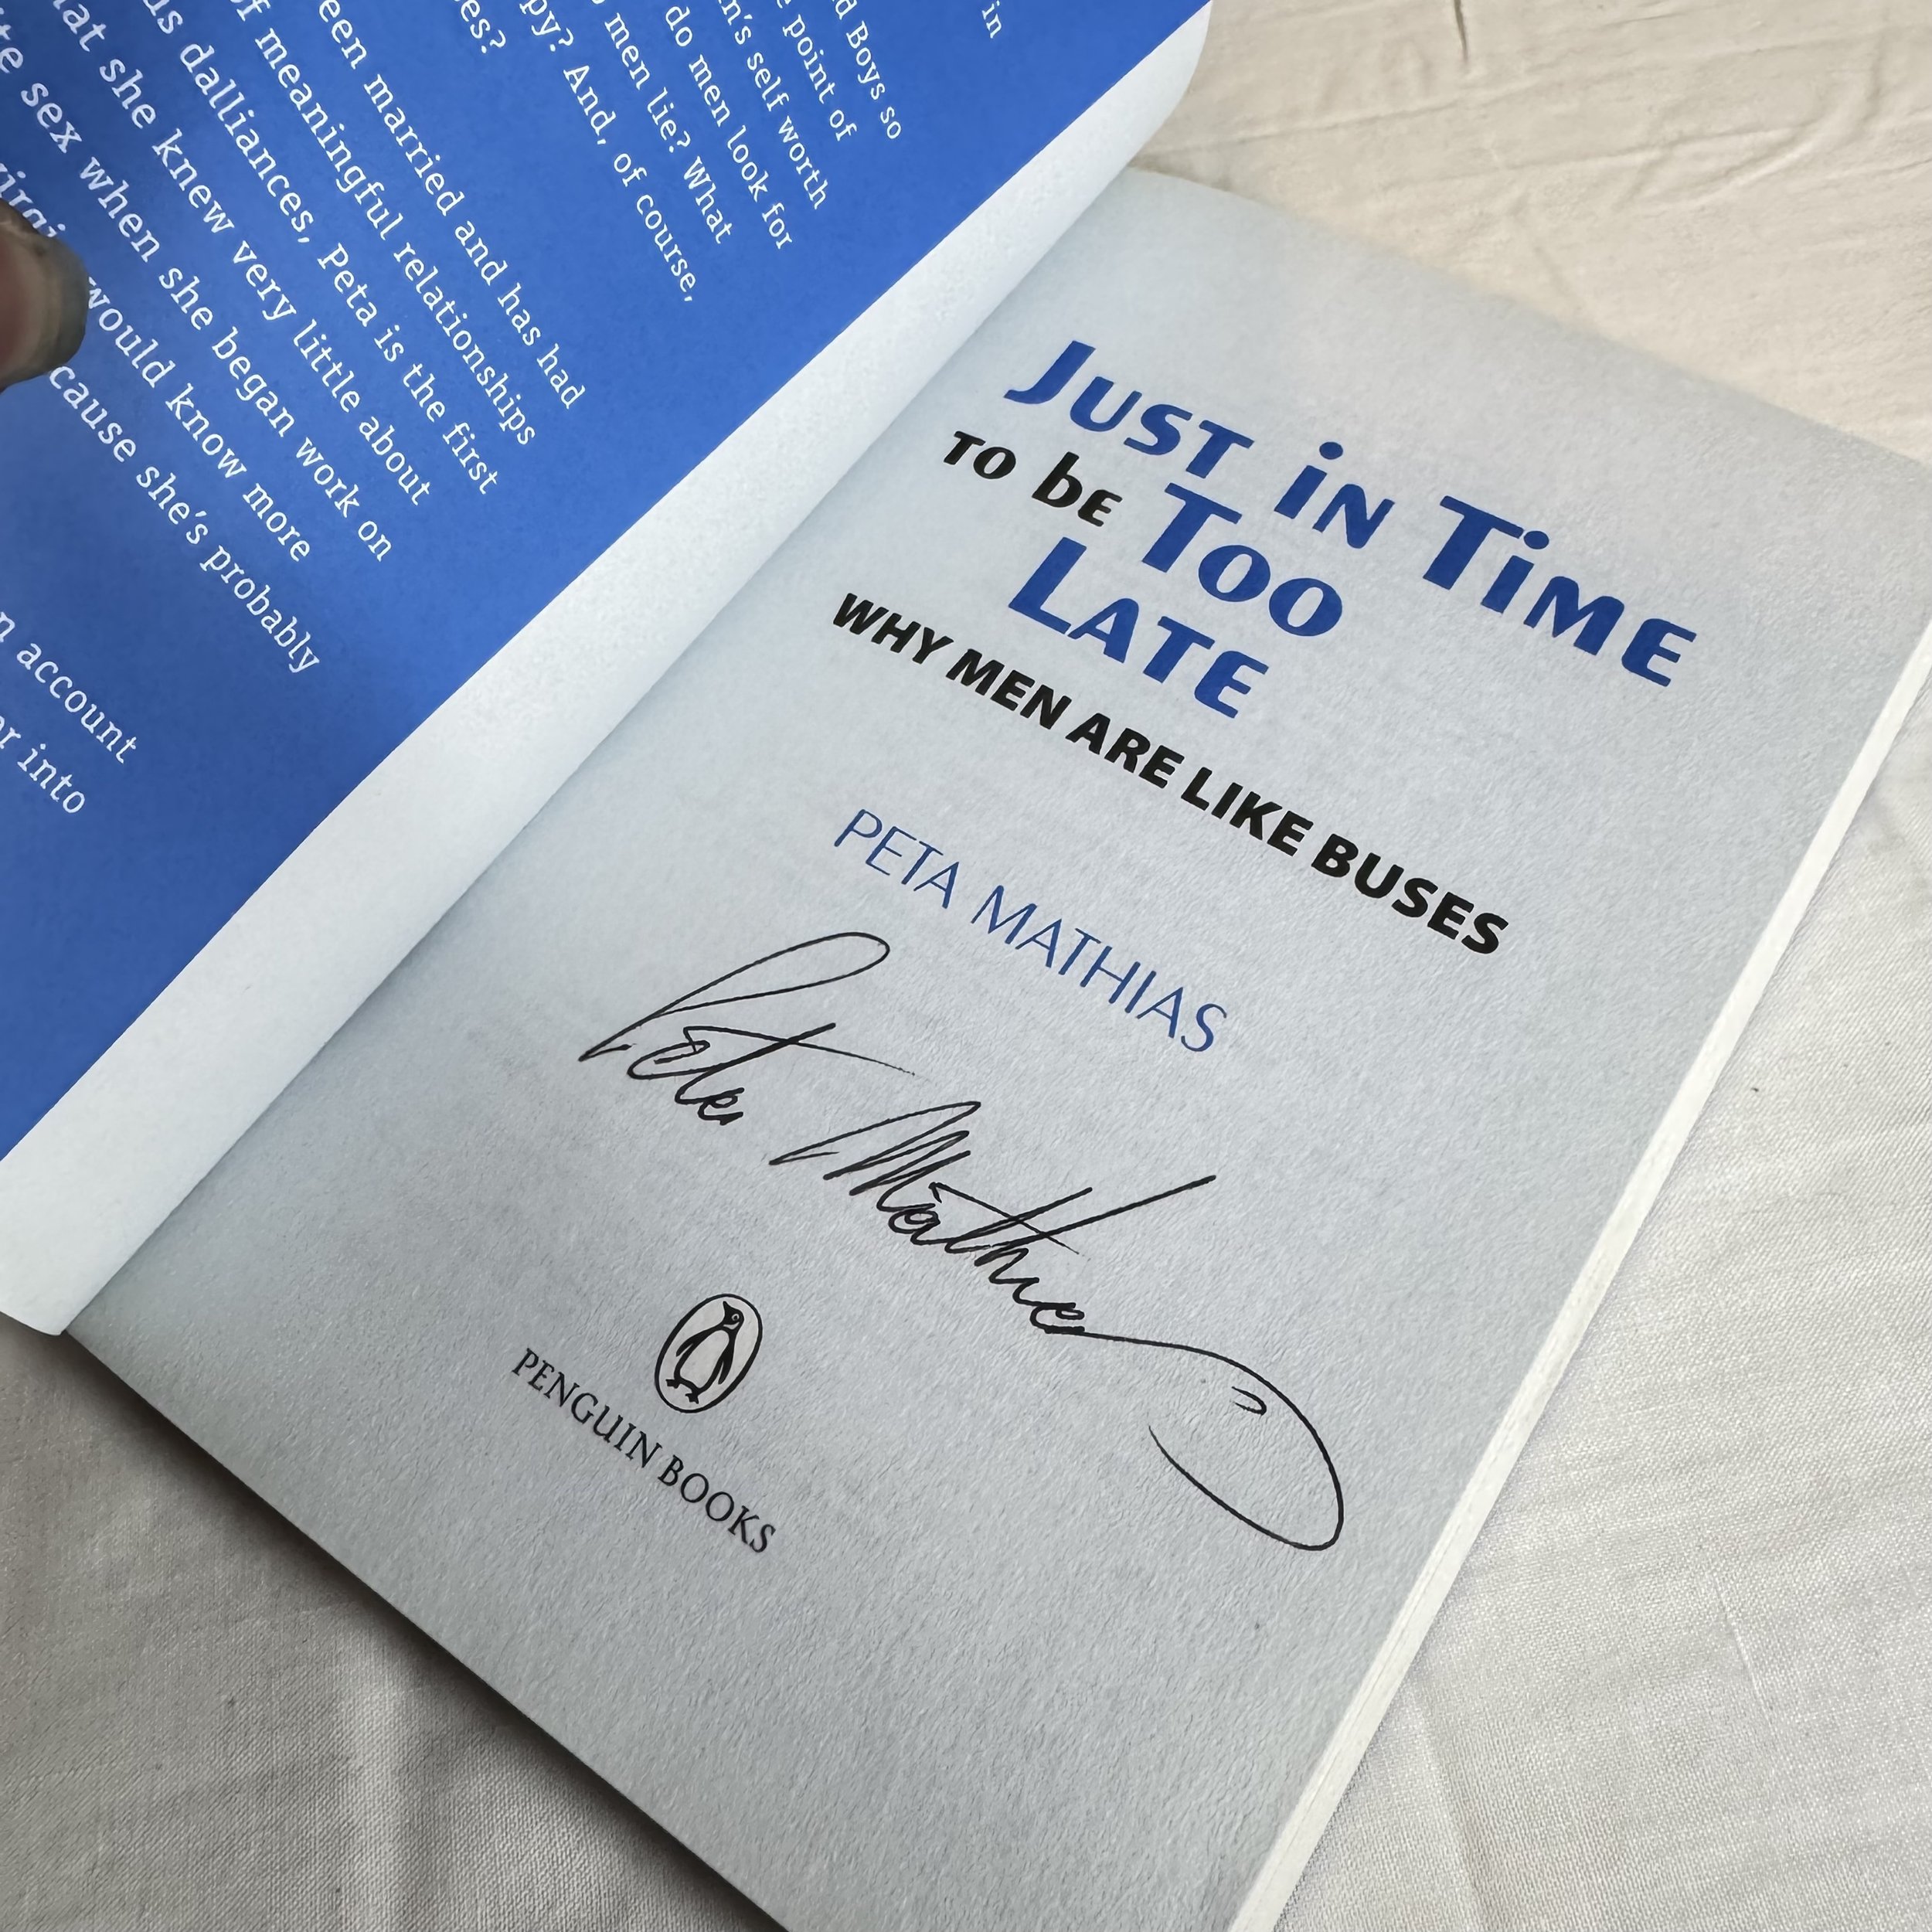 in
Boys so
point of
self worth
do men look for
men lie? What
And, of course,
married and has had
meaningful relationships
dalliances, Peta is the first
she knew very little about
sex when she began work on
would know more
she's probably
account
into
JUST IN TIME
TO BE TOO
LATE
WHY MEN ARE LIKE BUSES
PETA MATHIAS
Peta Mathias
PENGUIN BOOKS